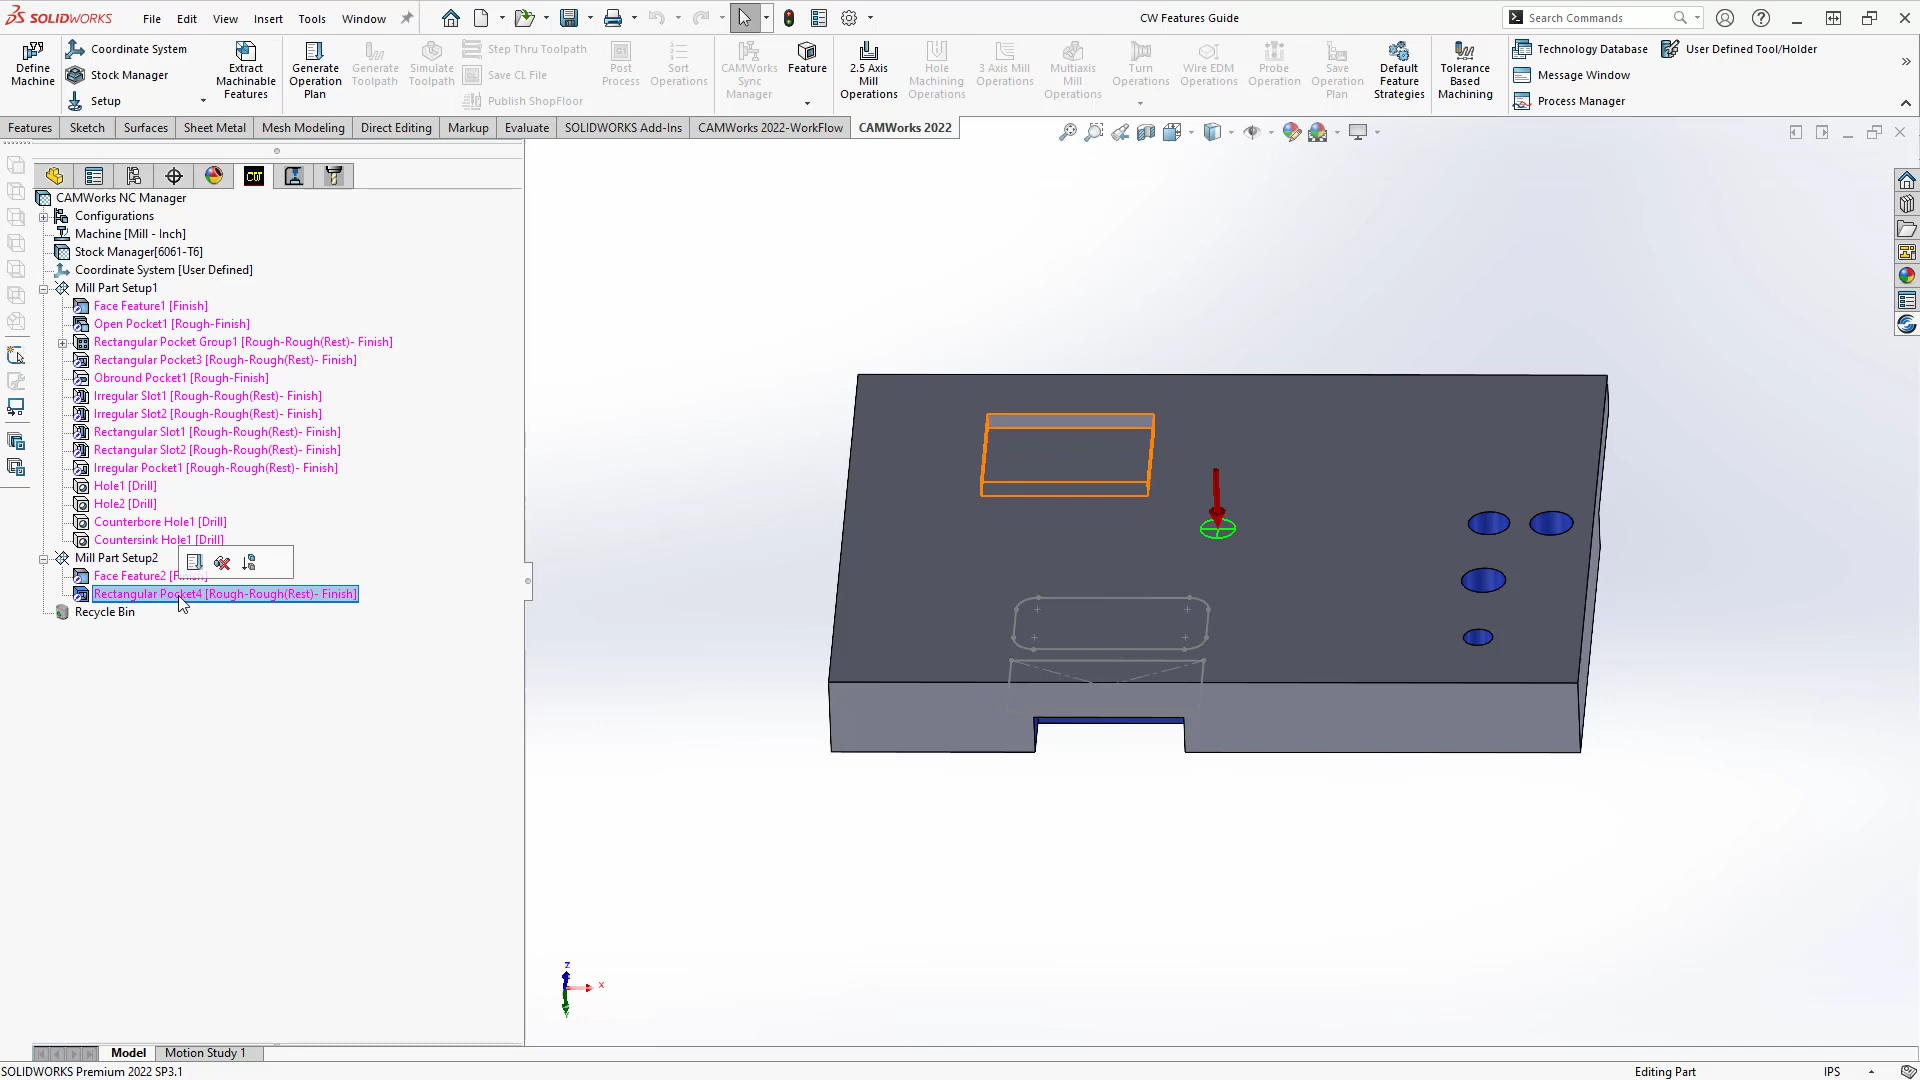 SOLIDWORKS
File
Edit
View
Insert
Tools
Window
CW Features Guide
Search Commands
Define Machine
Coordinate System
Stock Manager
Setup
Extract Machinable Features
Generate Operation Plan
Generate Toolpath
Simulate Toolpath
Step Thru Toolpath
Save CL File
Publish ShopFloor
Post Process
Sort Operations
CAMWorks Sync Manager
Feature
2.5 Axis Mill Operations
Hole Machining Operations
3 Axis Mill Operations
Multiaxis Mill Operations
Turn Operations
Wire EDM Operations
Probe Operations
Save Operation Plan
Default Feature Strategies
Tolerance Based Machining
Technology Database
Message Window
Process Manager
User Defined Tool/Holder
Features
Sketch
Surfaces
Sheet Metal
Mesh Modeling
Direct Editing
Markup
Evaluate
SOLIDWORKS Add-Ins
CAMWorks 2022-WorkFlow
CAMWorks 2022
CW
CAMWorks NC Manager
Configurations
Machine [Mill - Inch]
Stock Manager[6061-T6]
Coordinate System [User Defined]
Mill Part Setup1
Face Feature1 [Finish]
Open Pocket1 [Rough-Finish]
Rectangular Pocket Group1 [Rough-Rough(Rest)- Finish]
Rectangular Pocket3 [Rough-Rough(Rest)- Finish]
Obround Pocket1 [Rough-Finish]
Irregular Slot1 [Rough-Rough(Rest)- Finish]
Irregular Slot2 [Rough-Rough(Rest)- Finish]
Rectangular Slot1 [Rough-Rough(Rest)- Finish]
Rectangular Slot2 [Rough-Rough(Rest)- Finish]
Irregular Pocket1 [Rough-Rough(Rest)- Finish]
Hole1 [Drill]
Hole2 [Drill]
Counterbore Hole1 [Drill]
Countersink Hole1 [Drill]
Mill Part Setup2
Face Feature2 [Finish]
Rectangular Pocket4 [Rough-Rough(Rest)- Finish]
Recycle Bin
z
x
Model
Motion Study 1
SOLIDWORKS Premium 2022 SP3.1
Editing Part
IPS